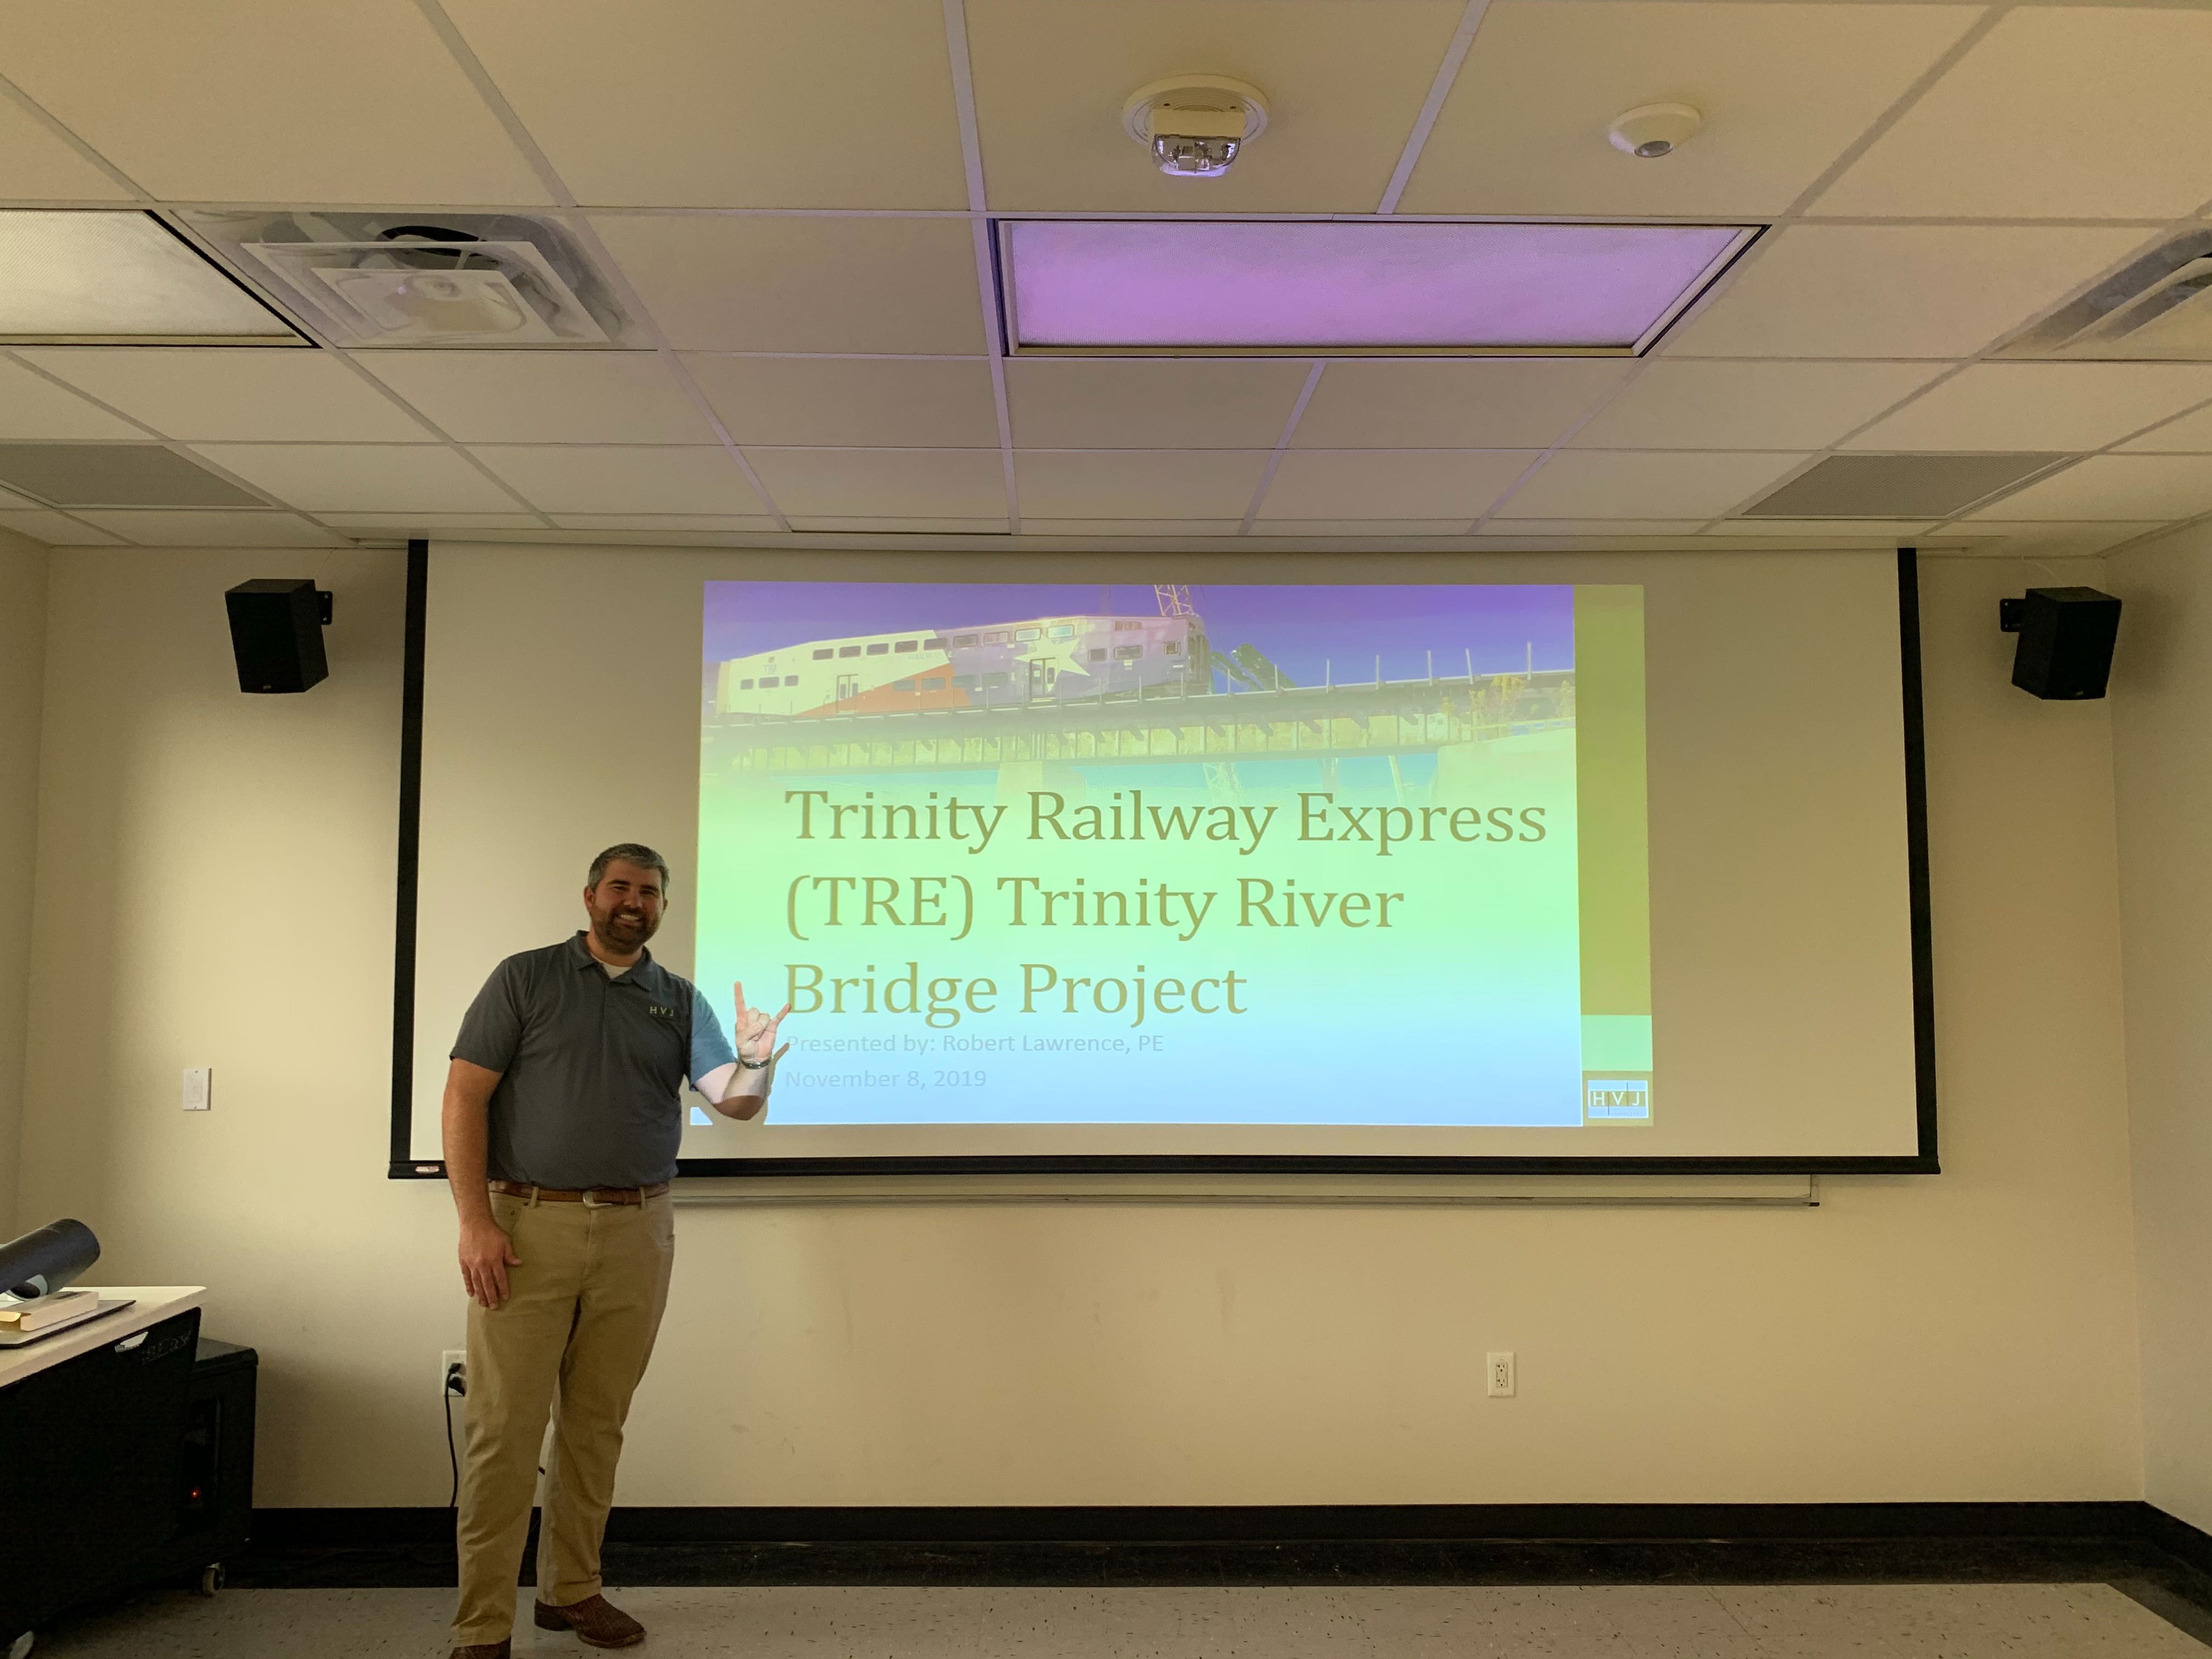 Trinity Railway Express
(TRE) Trinity River
Bridge Project
Presented by: Robert Lawrence, PE
November 8, 2019
HVJ
HVJ